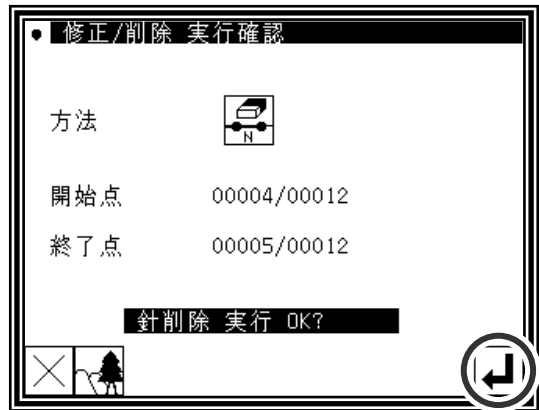 ● 修正/削除 実行確認
方法
N
開始点 00004/00012
終了点 00005/00012
針削除 実行 OK?